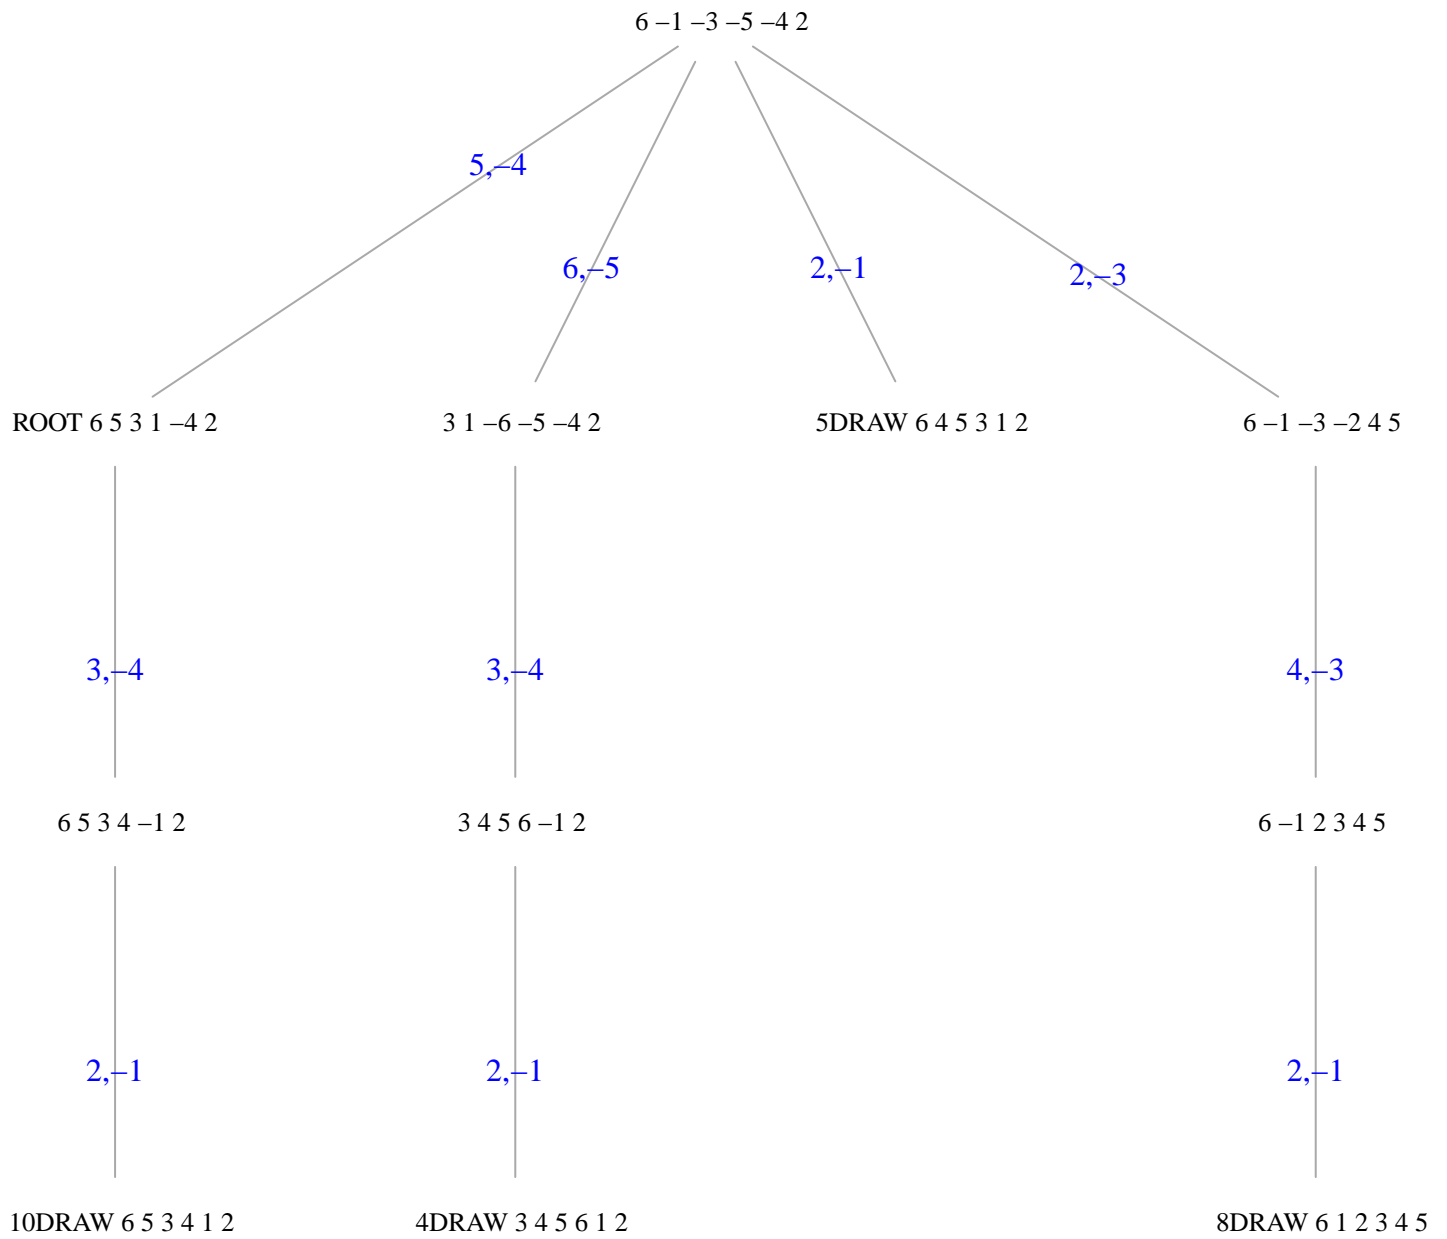 6 –1 –3 –5 –4 2
5,–4
6,–5
2,–1
2,–3
ROOT 6 5 3 1 –4 2
3 1 –6 –5 –4 2
5DRAW 6 4 5 3 1 2
6 –1 –3 –2 4 5
3,–4
3,–4
4,–3
6 5 3 4 –1 2
3 4 5 6 –1 2
6 –1 2 3 4 5
2,–1
2,–1
2,–1
10DRAW 6 5 3 4 1 2
4DRAW 3 4 5 6 1 2
8DRAW 6 1 2 3 4 5